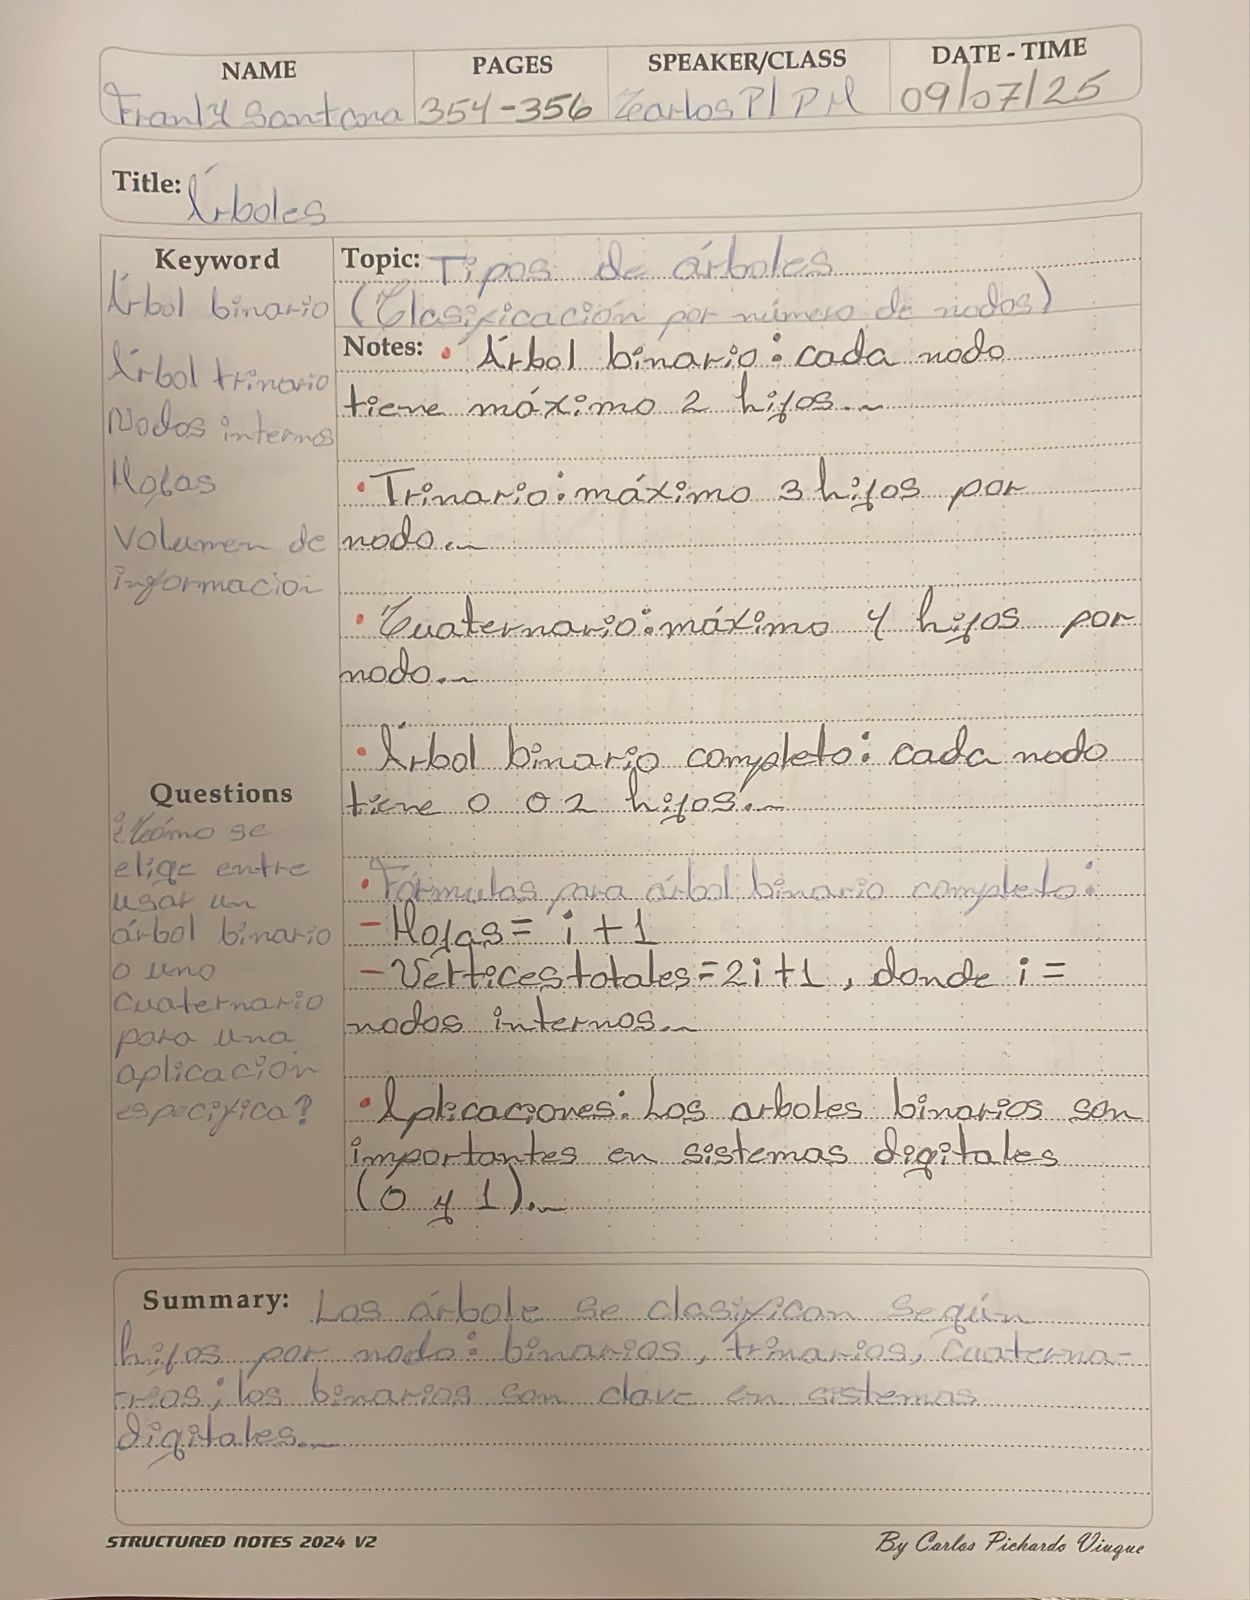 NAME PAGES SPEAKER/CLASS DATE - TIME
Franly Santana 354-356 Carlos P/PM 09/07/25
Title: Árboles
Keyword
Árbol binario
Árbol trinario
Nodos internos
Hojas
Volumen de
informacion
Questions
¿Cómo se
elige entre
usar un
árbol binario
o uno
cuaternario
para una
aplicación
específica?
Topic: Tipos de árboles
(Clasificación por número de nodos)
Notes: • Árbol binario: cada nodo
tiene máximo 2 hijos.
• Trinario: máximo 3 hijos por
nodo.
• Cuaternario: máximo 4 hijos por
nodo.
• Árbol binario completo: cada nodo
tiene 0 o 2 hijos.
• Fórmulas para árbol binario completo:
- Hojas = i + 1
- Vértices totales = 2i + 1, donde i =
nodos internos.
• Aplicaciones: Los arboles binarios son
importantes en sistemas digitales
(0 y 1).
Summary: Los árbole se clasifican según
hijos por nodo: binarios, trinarios, cuaterna-
rios; los binarios son clave en sistemas
digitales.
STRUCTURED NOTES 2024 V2
By Carlos Pichardo Viuque